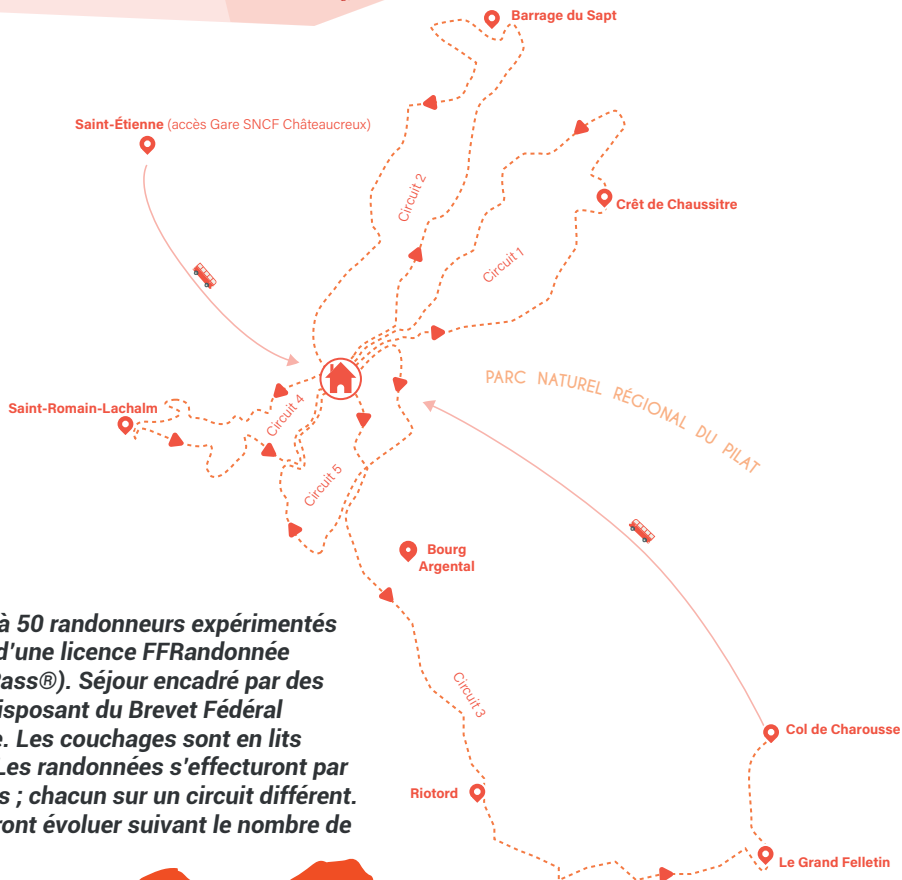 Barrage du Sapt
Saint-Étienne (accès Gare SNCF Châteaucreux)
Circuit 2
Crêt de Chaussitre
Circuit 1
PARC NATUREL RÉGIONAL DU PILAT
Saint-Romain-Lachalm
Circuit 4
Circuit 5
Bourg
Argental
à 50 randonneurs expérimentés
d'une licence FFRandonnée
Pass®). Séjour encadré par des
isposant du Brevet Fédéral
e. Les couchages sont en lits
Les randonnées s'effecturont par
s ; chacun sur un circuit différent.
ront évoluer suivant le nombre de
Circuit 3
Col de Charousse
Riotord
Le Grand Felletin